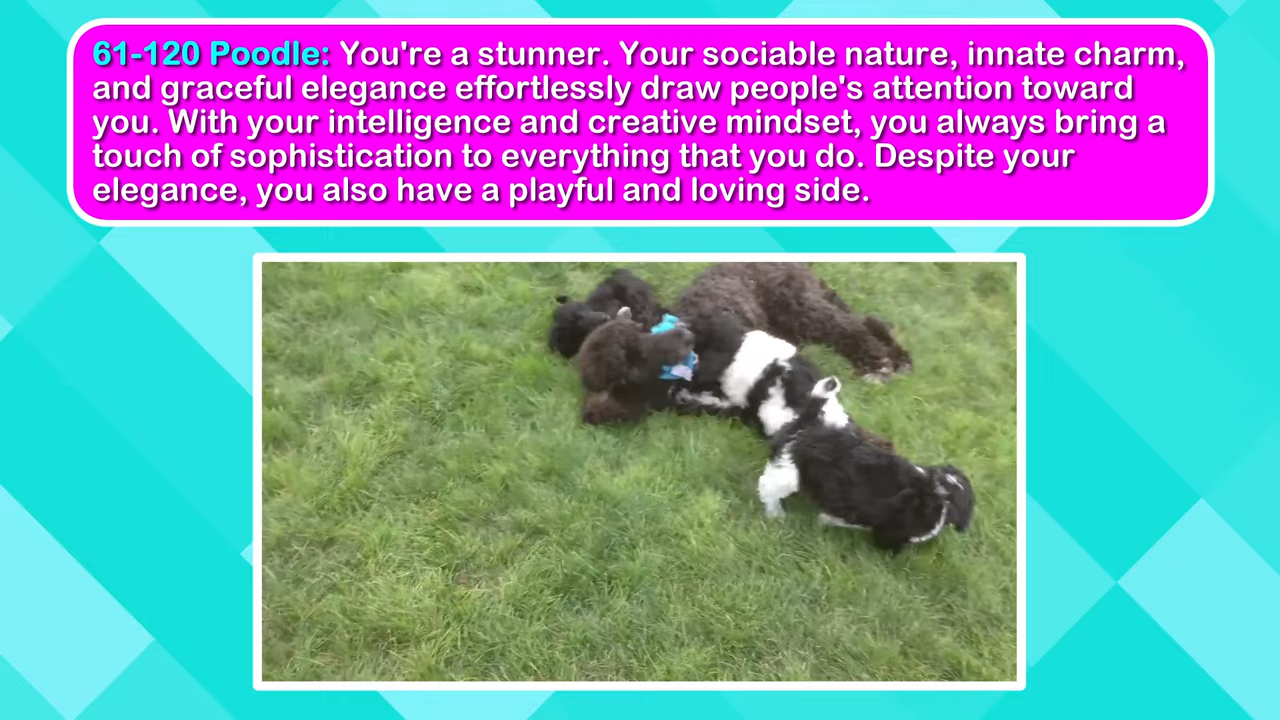 61-120 Poodle: You're a stunner. Your sociable nature, innate charm,
and graceful elegance effortlessly draw people's attention toward
you. With your intelligence and creative mindset, you always bring a
touch of sophistication to everything that you do. Despite your
elegance, you also have a playful and loving side.